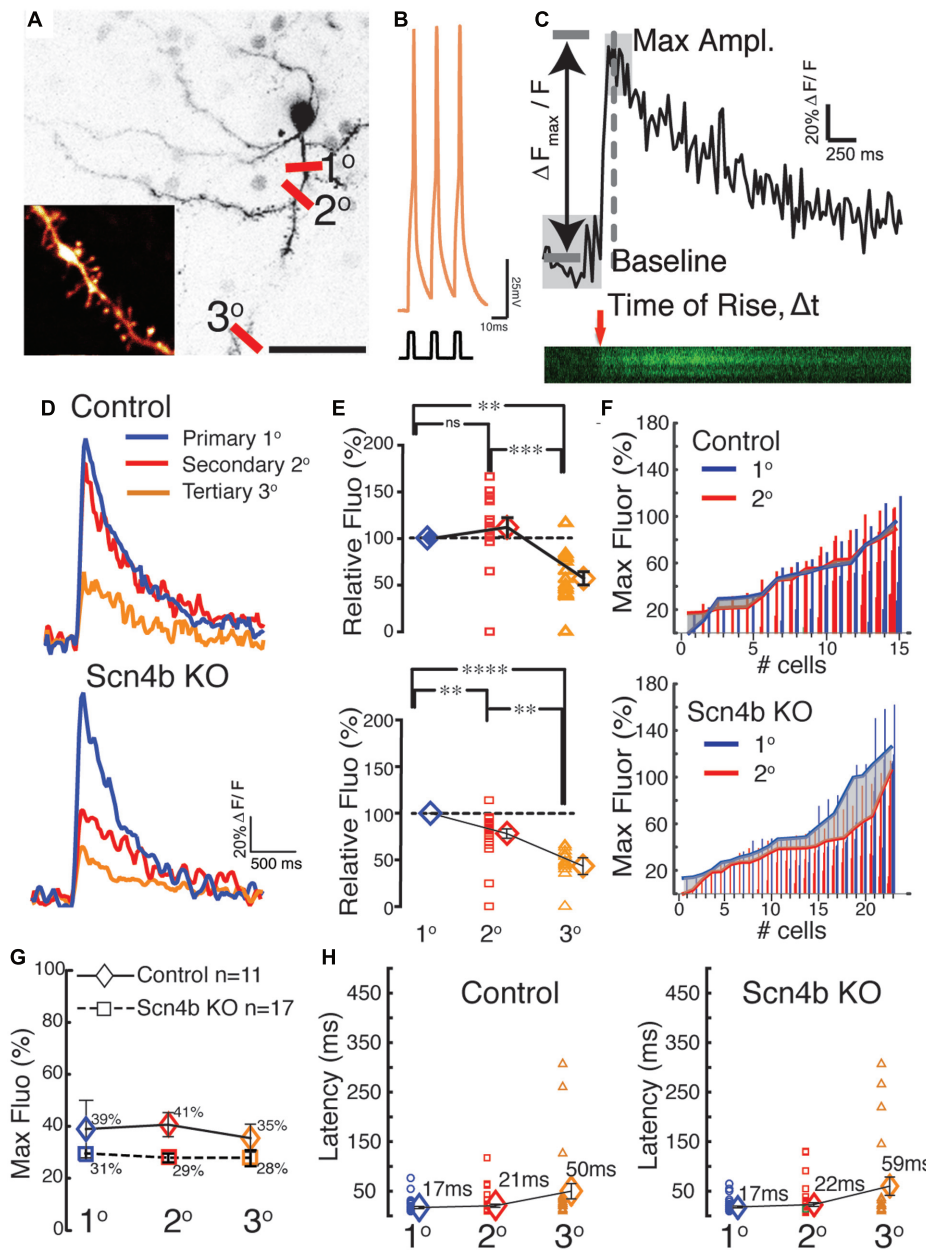 A
1°
2°
3°
B
25mV
10ms
C
Max Ampl.
ΔFmax / F
20% ΔF/ F
250 ms
Baseline
Time of Rise, Δt
D
Control
Primary 1°
Secondary 2°
Tertiary 3°
Scn4b KO
20% ΔF/ F
500 ms
E
**
ns
***
Relative Fluo (%)
200
150
100
50
0
****
**
**
Relative Fluo (%)
200
150
100
50
0
1°
2°
3°
F
Max Fluor (%)
180
140
100
60
20
Control
1°
2°
0
5
10
15
# cells
Max Fluor (%)
180
140
100
60
20
Scn4b KO
1°
2°
0
5
10
15
20
# cells
G
Max Fluo (%)
100
80
60
40
20
0
Control n=11
Scn4b KO n=17
39%
41%
35%
31%
29%
28%
1°
2°
3°
H
Control
Latency (ms)
450
350
250
150
50
17ms
21ms
50ms
1°
2°
3°
Scn4b KO
Latency (ms)
450
350
250
150
50
17ms
22ms
59ms
1°
2°
3°